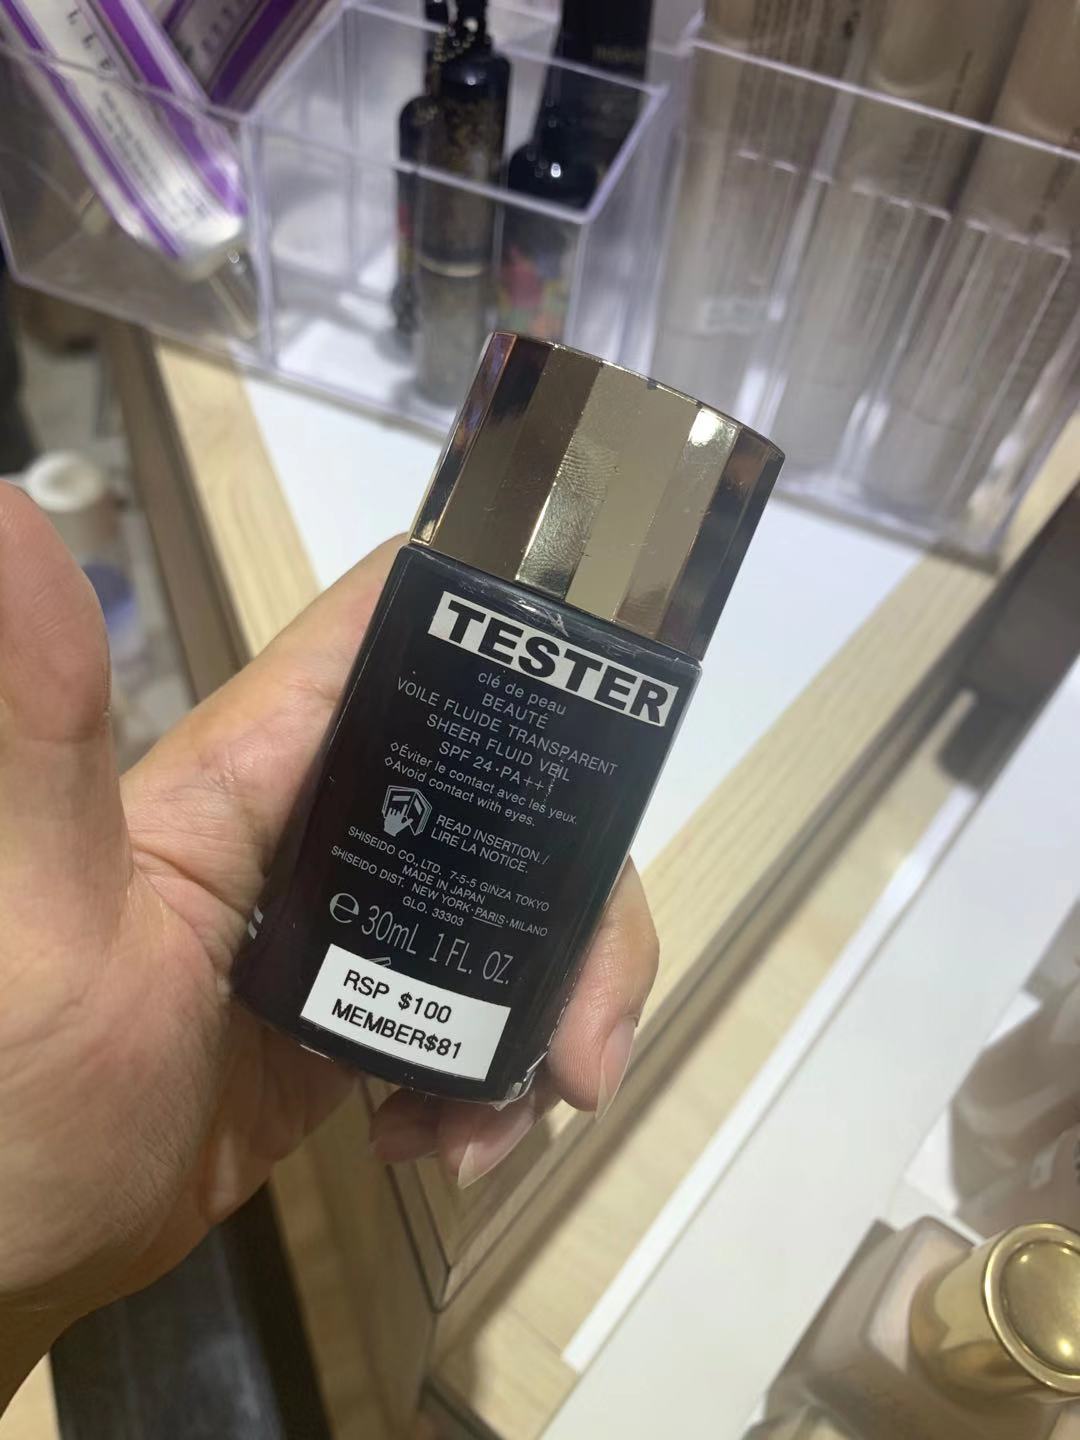 TESTER
clé de peau
BEAUTÉ
VOILE FLUIDE TRANSPARENT
SHEER FLUID VEIL
SPF 24·PA+++
◇Éviter le contact avec les yeux.
◇Avoid contact with eyes.
READ INSERTION./
LIRE LA NOTICE.
SHISEIDO CO., LTD. 7-5-5 GINZA TOKYO
MADE IN JAPAN
SHISEIDO DIST. NEW YORK·PARIS·MILANO
GLO. 33303
℮ 30mL 1 FL. OZ.
RSP $100
MEMBER$81